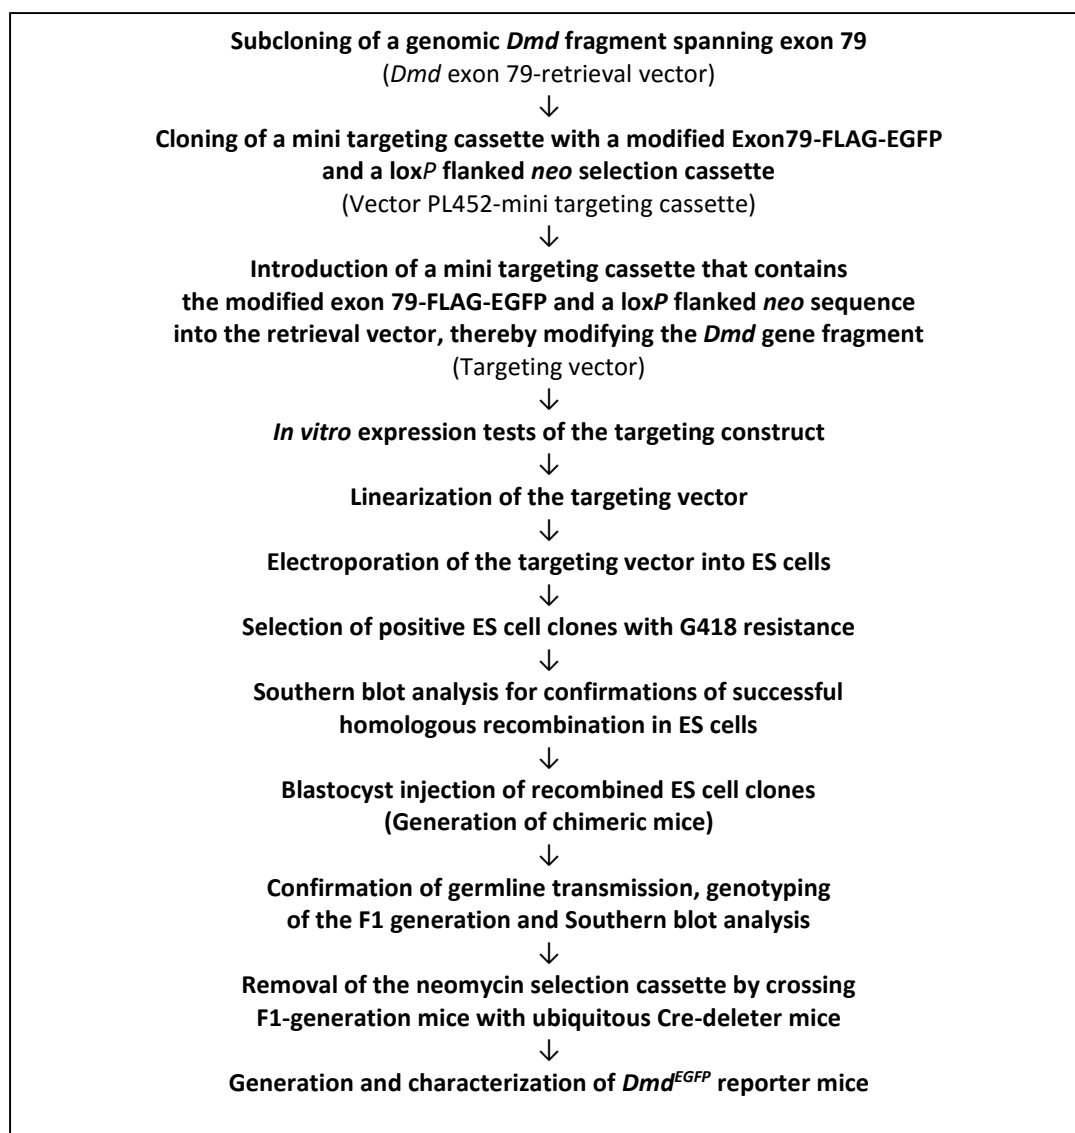 Subcloning of a genomic Dmd fragment spanning exon 79
(Dmd exon 79-retrieval vector)
↓
Cloning of a mini targeting cassette with a modified Exon79-FLAG-EGFP
and a loxP flanked neo selection cassette
(Vector PL452-mini targeting cassette)
↓
Introduction of a mini targeting cassette that contains
the modified exon 79-FLAG-EGFP and a loxP flanked neo sequence
into the retrieval vector, thereby modifying the Dmd gene fragment
(Targeting vector)
↓
In vitro expression tests of the targeting construct
↓
Linearization of the targeting vector
↓
Electroporation of the targeting vector into ES cells
↓
Selection of positive ES cell clones with G418 resistance
↓
Southern blot analysis for confirmations of successful
homologous recombination in ES cells
↓
Blastocyst injection of recombined ES cell clones
(Generation of chimeric mice)
↓
Confirmation of germline transmission, genotyping
of the F1 generation and Southern blot analysis
↓
Removal of the neomycin selection cassette by crossing
F1-generation mice with ubiquitous Cre-deleter mice
↓
Generation and characterization of Dmd^EGFP reporter mice